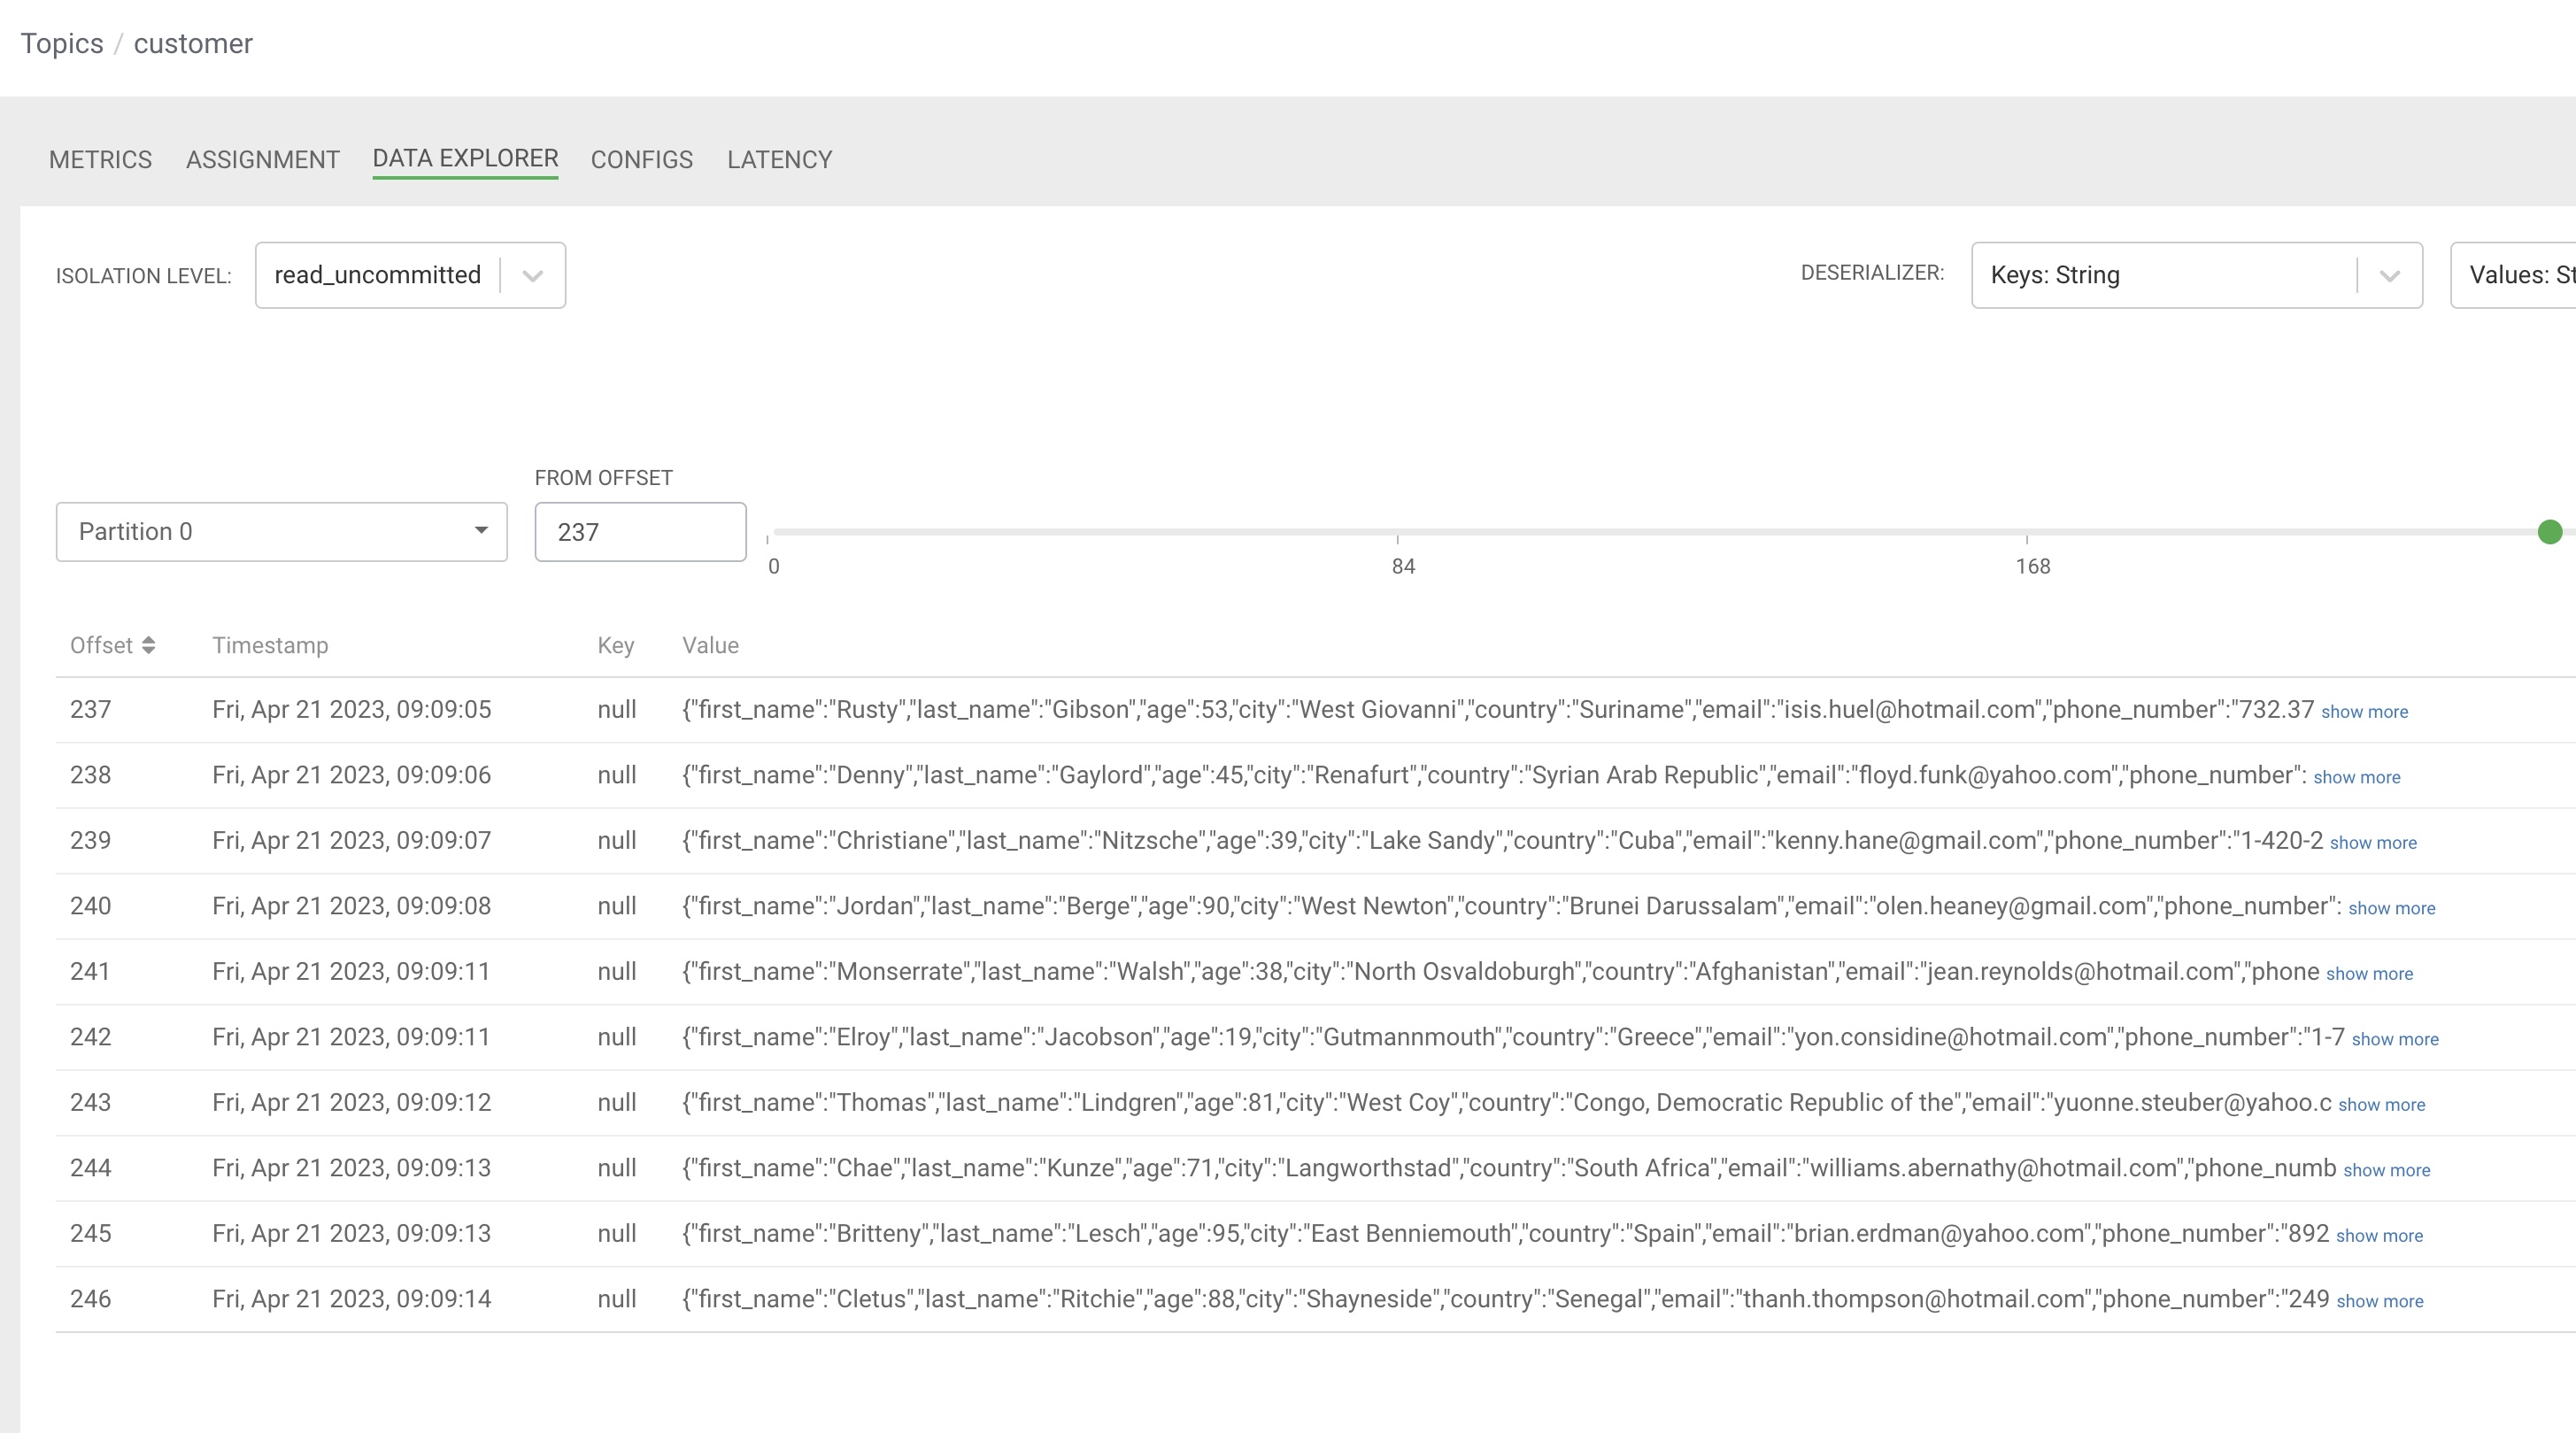 Topics / customer
METRICS ASSIGNMENT DATA EXPLORER CONFIGS LATENCY
ISOLATION LEVEL: read_uncommitted DESERIALIZER: Keys: String Values: St
FROM OFFSET
Partition 0 237
0 84 168
Offset Timestamp Key Value
237 Fri, Apr 21 2023, 09:09:05 null {"first_name":"Rusty","last_name":"Gibson","age":53,"city":"West Giovanni","country":"Suriname","email":"isis.huel@hotmail.com","phone_number":"732.37 show more
238 Fri, Apr 21 2023, 09:09:06 null {"first_name":"Denny","last_name":"Gaylord","age":45,"city":"Renafurt","country":"Syrian Arab Republic","email":"floyd.funk@yahoo.com","phone_number": show more
239 Fri, Apr 21 2023, 09:09:07 null {"first_name":"Christiane","last_name":"Nitzsche","age":39,"city":"Lake Sandy","country":"Cuba","email":"kenny.hane@gmail.com","phone_number":"1-420-2 show more
240 Fri, Apr 21 2023, 09:09:08 null {"first_name":"Jordan","last_name":"Berge","age":90,"city":"West Newton","country":"Brunei Darussalam","email":"olen.heaney@gmail.com","phone_number": show more
241 Fri, Apr 21 2023, 09:09:11 null {"first_name":"Monserrate","last_name":"Walsh","age":38,"city":"North Osvaldoburgh","country":"Afghanistan","email":"jean.reynolds@hotmail.com","phone show more
242 Fri, Apr 21 2023, 09:09:11 null {"first_name":"Elroy","last_name":"Jacobson","age":19,"city":"Gutmannmouth","country":"Greece","email":"yon.considine@hotmail.com","phone_number":"1-7 show more
243 Fri, Apr 21 2023, 09:09:12 null {"first_name":"Thomas","last_name":"Lindgren","age":81,"city":"West Coy","country":"Congo, Democratic Republic of the","email":"yuonne.steuber@yahoo.c show more
244 Fri, Apr 21 2023, 09:09:13 null {"first_name":"Chae","last_name":"Kunze","age":71,"city":"Langworthstad","country":"South Africa","email":"williams.abernathy@hotmail.com","phone_numb show more
245 Fri, Apr 21 2023, 09:09:13 null {"first_name":"Britteny","last_name":"Lesch","age":95,"city":"East Benniemouth","country":"Spain","email":"brian.erdman@yahoo.com","phone_number":"892 show more
246 Fri, Apr 21 2023, 09:09:14 null {"first_name":"Cletus","last_name":"Ritchie","age":88,"city":"Shayneside","country":"Senegal","email":"thanh.thompson@hotmail.com","phone_number":"249 show more